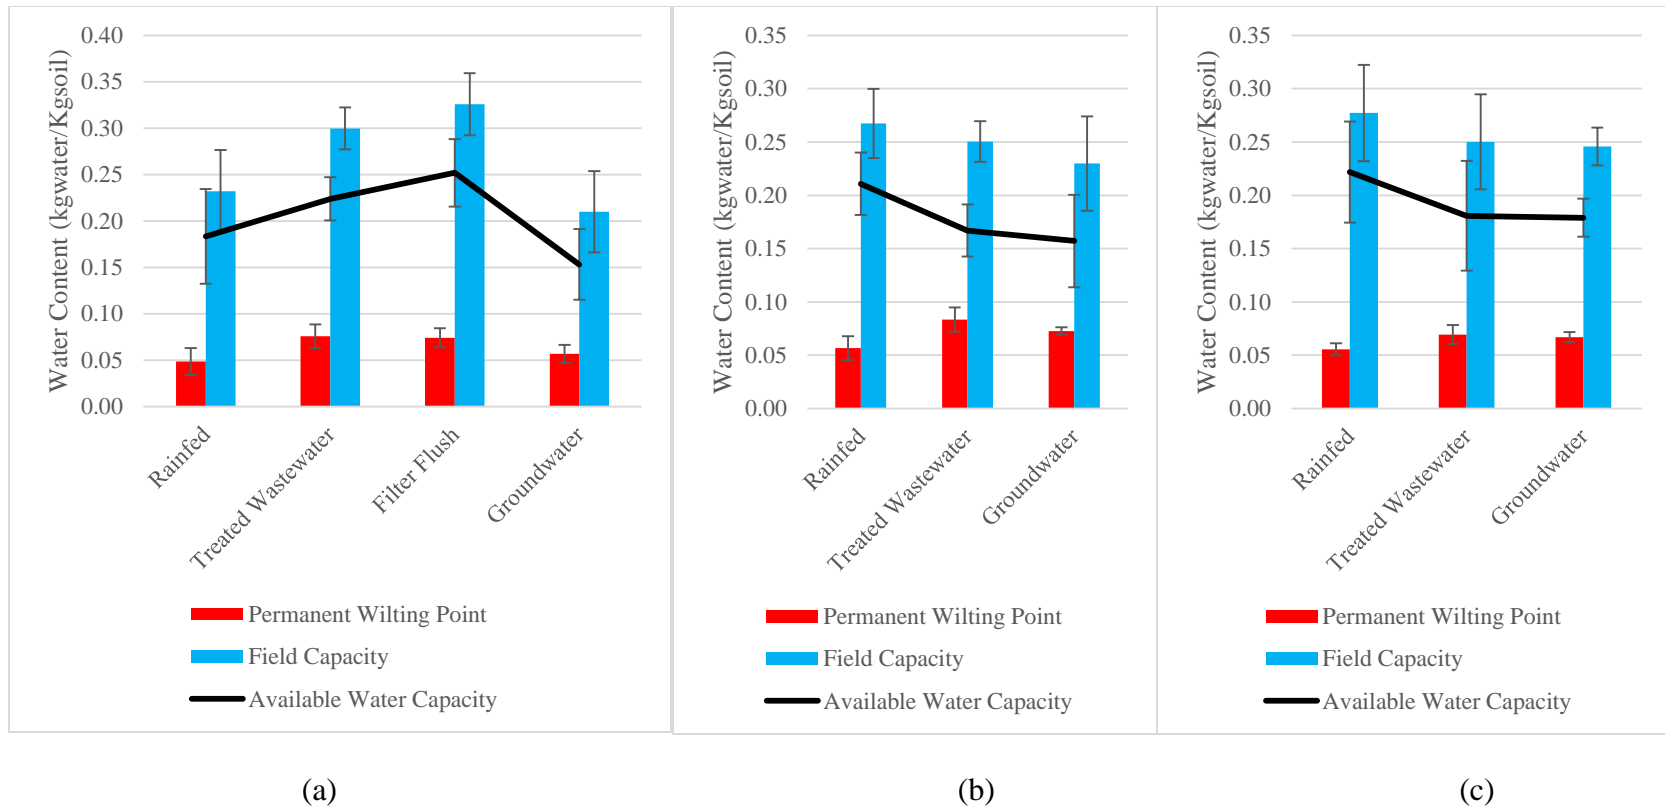 Water Content (kgwater/Kgsoil)
0.40
0.35
0.30
0.25
0.20
0.15
0.10
0.05
0.00
Rainfed
Treated Wastewater
Filter Flush
Groundwater
Permanent Wilting Point
Field Capacity
Available Water Capacity
(a)
Water Content (kgwater/Kgsoil)
0.35
0.30
0.25
0.20
0.15
0.10
0.05
0.00
Rainfed
Treated Wastewater
Groundwater
Permanent Wilting Point
Field Capacity
Available Water Capacity
(b)
Water Content (kgwater/Kgsoil)
0.35
0.30
0.25
0.20
0.15
0.10
0.05
0.00
Rainfed
Treated Wastewater
Groundwater
Permanent Wilting Point
Field Capacity
Available Water Capacity
(c)